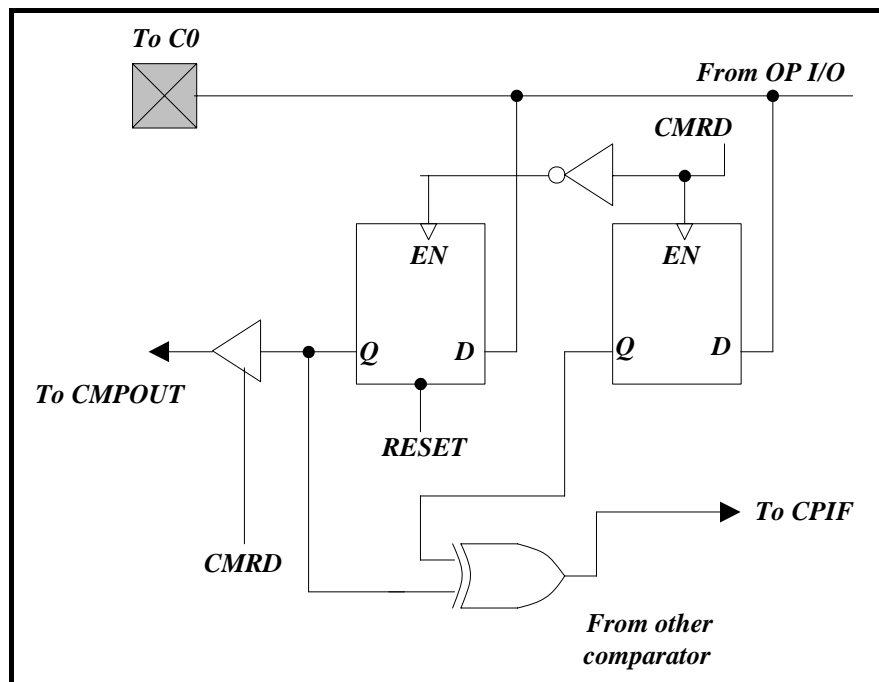 To C0
From OP I/O
CMRD
EN
EN
Q
D
Q
D
To CMPOUT
RESET
To CPIF
CMRD
From other
comparator